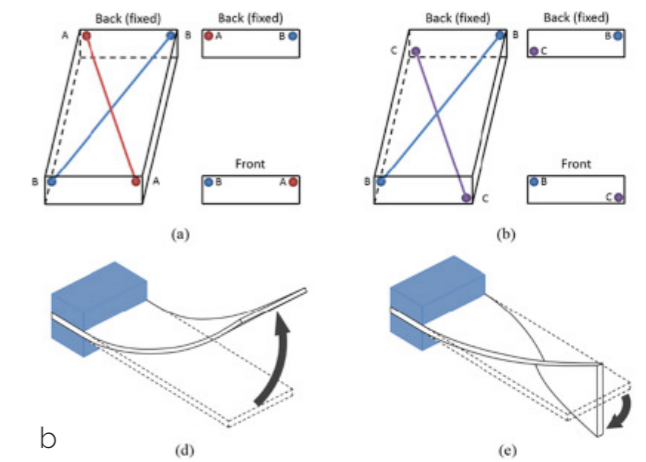 Back (fixed) Back (fixed) Back (fixed) Back (fixed)
A B A B C B B
C
Front Front
B A B A B C B
C
(a) (b)
b
(d) (e)